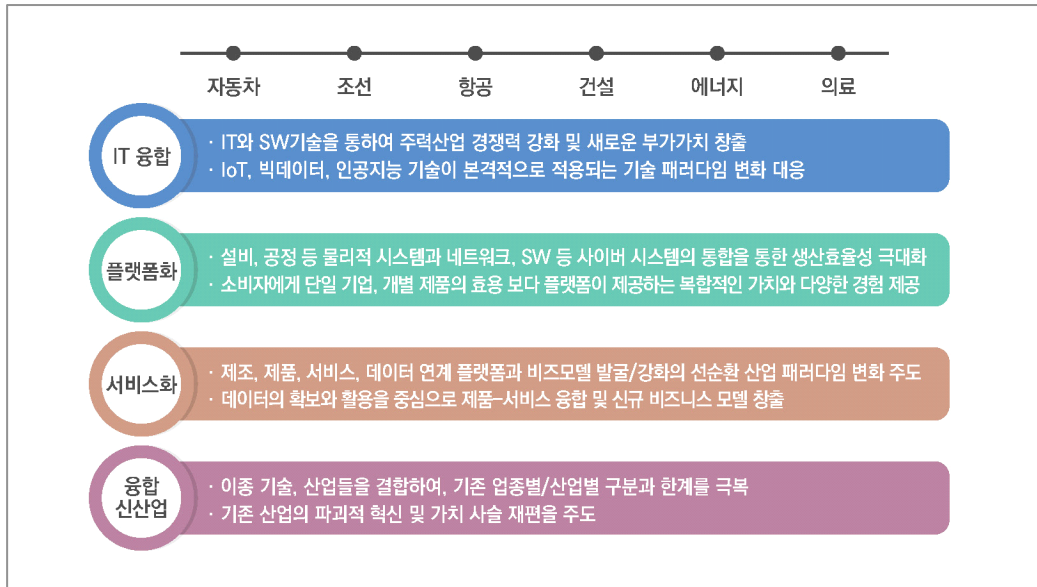 자동차 조선 항공 건설 에너지 의료
IT 융합
· IT와 SW기술을 통하여 주력산업 경쟁력 강화 및 새로운 부가가치 창출
· IoT, 빅데이터, 인공지능 기술이 본격적으로 적용되는 기술 패러다임 변화 대응
플랫폼화
· 설비, 공정 등 물리적 시스템과 네트워크, SW 등 사이버 시스템의 통합을 통한 생산효율성 극대화
· 소비자에게 단일 기업, 개별 제품의 효용 보다 플랫폼이 제공하는 복합적인 가치와 다양한 경험 제공
서비스화
· 제조, 제품, 서비스, 데이터 연계 플랫폼과 비즈모델 발굴/강화의 선순환 산업 패러다임 변화 주도
· 데이터의 확보와 활용을 중심으로 제품-서비스 융합 및 신규 비즈니스 모델 창출
융합
신산업
· 이종 기술, 산업들을 결합하여, 기존 업종별/산업별 구분과 한계를 극복
· 기존 산업의 파괴적 혁신 및 가치 사슬 재편을 주도